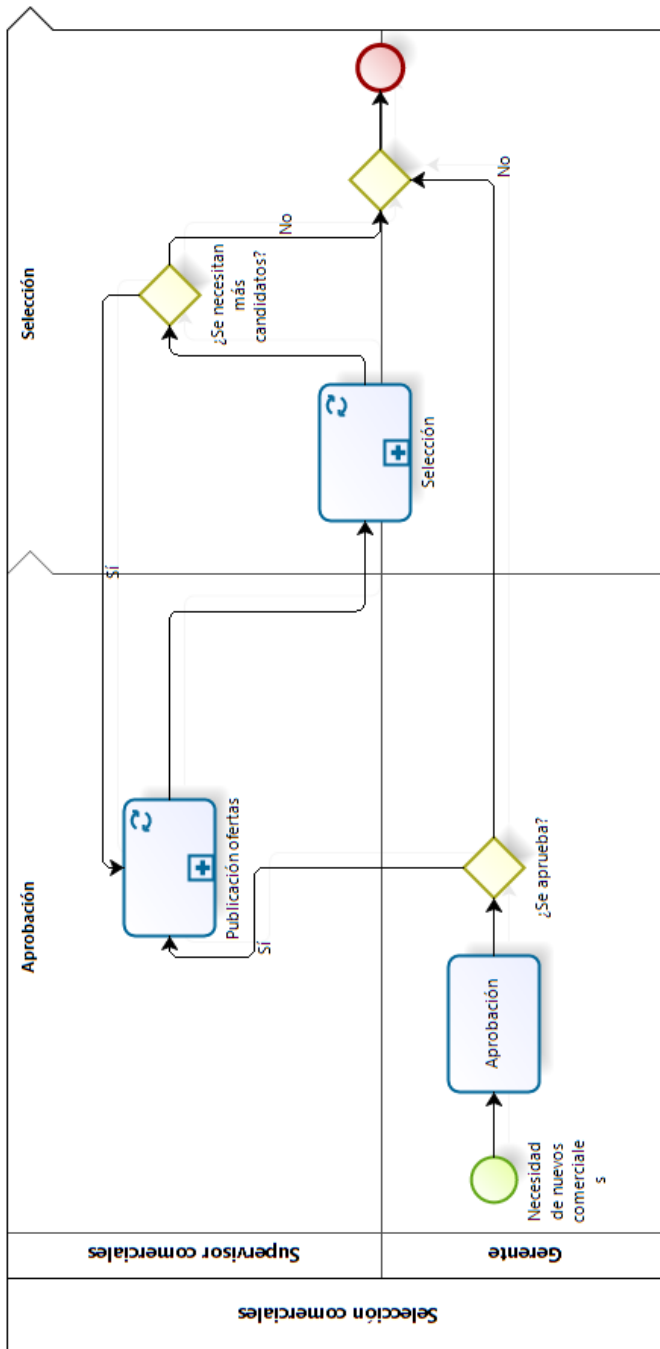 Selección comerciales
Supervisor comerciales
Gerente
Aprobación
Selección
Necesidad
de nuevos
comerciale
s
Aprobación
¿Se aprueba?
Sí
No
Publicación ofertas
Selección
¿Se necesitan
más
candidatos?
Sí
No